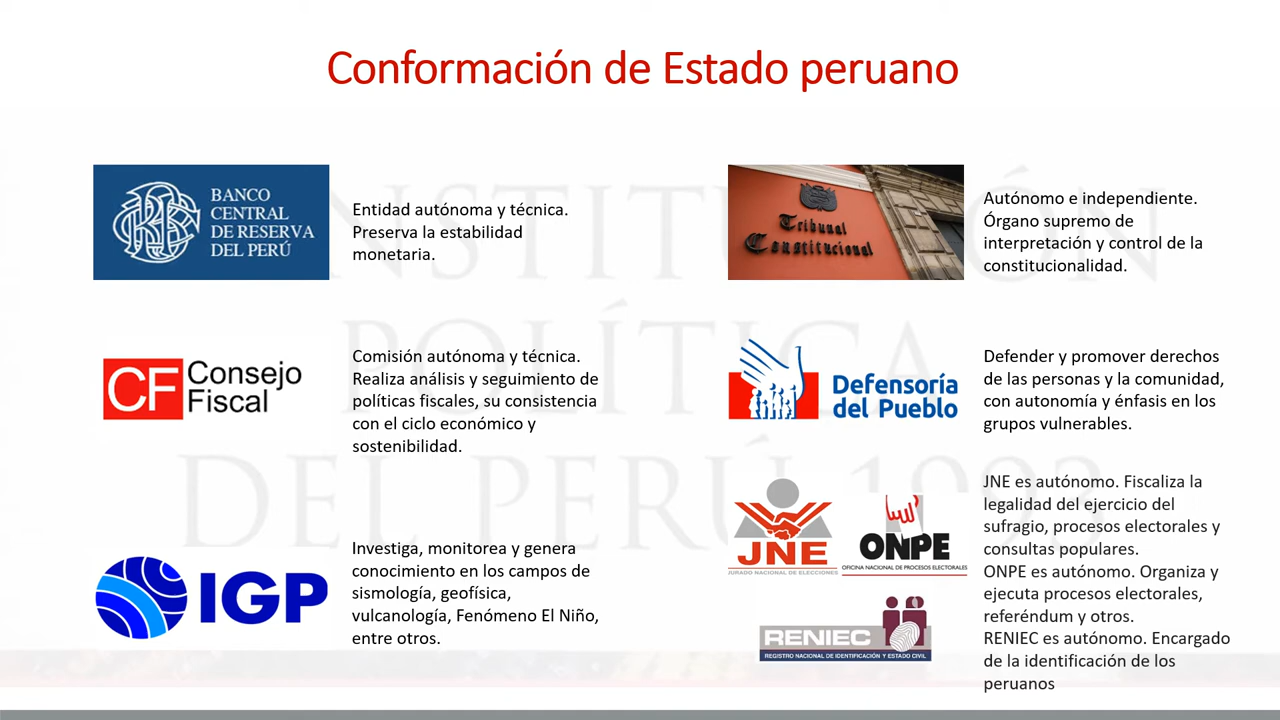 Conformación de Estado peruano
BANCO
CENTRAL
DE RESERVA
DEL PERÚ
Entidad autónoma y técnica.
Preserva la estabilidad
monetaria.
Tribunal
Constitucional
Autónomo e independiente.
Órgano supremo de
interpretación y control de la
constitucionalidad.
CF Consejo
Fiscal
Comisión autónoma y técnica.
Realiza análisis y seguimiento de
políticas fiscales, su consistencia
con el ciclo económico y
sostenibilidad.
Defensoría
del Pueblo
Defender y promover derechos
de las personas y la comunidad,
con autonomía y énfasis en los
grupos vulnerables.
IGP
Investiga, monitorea y genera
conocimiento en los campos de
sismología, geofísica,
vulcanología, Fenómeno El Niño,
entre otros.
JNE
JURADO NACIONAL DE ELECCIONES
ONPE
OFICINA NACIONAL DE PROCESOS ELECTORALES
RENIEC
REGISTRO NACIONAL DE IDENTIFICACIÓN Y ESTADO CIVIL
JNE es autónomo. Fiscaliza la
legalidad del ejercicio del
sufragio, procesos electorales y
consultas populares.
ONPE es autónomo. Organiza y
ejecuta procesos electorales,
referéndum y otros.
RENIEC es autónomo. Encargado
de la identificación de los
peruanos
POLÍTICA
DEL PERÚ 1993